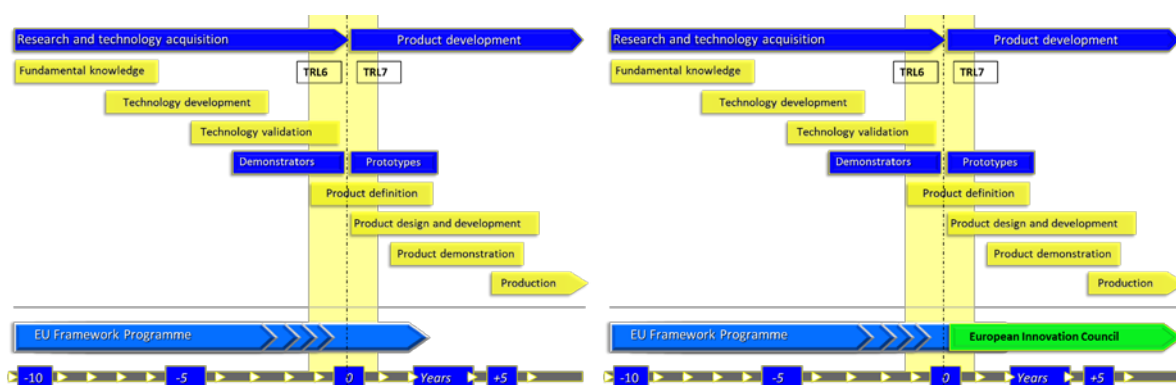 Research and technology acquisition
Product development
Fundamental knowledge
TRL6
TRL7
Technology development
Technology validation
Demonstrators
Prototypes
Product definition
Product design and development
Product demonstration
Production
EU Framework Programme
-10
-5
0
Years
+5
Research and technology acquisition
Product development
Fundamental knowledge
TRL6
TRL7
Technology development
Technology validation
Demonstrators
Prototypes
Product definition
Product design and development
Product demonstration
Production
EU Framework Programme
European Innovation Council
-10
-5
0
Years
+5